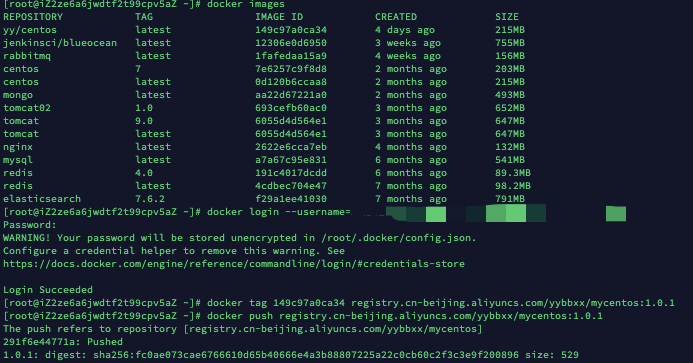 [root@iZ2ze6a6jwdtf2t99cpv5aZ ~]# docker images
REPOSITORY TAG IMAGE ID CREATED SIZE
yy/centos latest 149c97a0ca34 4 days ago 215MB
jenkinsci/blueocean latest 12306e0d6950 3 weeks ago 755MB
rabbitmq latest 1fafedaa15a9 4 weeks ago 156MB
centos 7 7e6257c9f8d8 2 months ago 203MB
centos latest 0d120b6ccaa8 2 months ago 215MB
mongo latest aa22d67221a0 2 months ago 493MB
tomcat02 1.0 693cefb60ac0 3 months ago 652MB
tomcat 9.0 6055d4d564e1 3 months ago 647MB
tomcat latest 6055d4d564e1 3 months ago 647MB
nginx latest 2622e6cca7eb 4 months ago 132MB
mysql latest a7a67c95e831 6 months ago 541MB
redis 4.0 191c4017dcdd 6 months ago 89.3MB
redis latest 4cdbec704e47 7 months ago 98.2MB
elasticsearch 7.6.2 f29a1ee41030 7 months ago 791MB
[root@iZ2ze6a6jwdtf2t99cpv5aZ ~]# docker login --username=
Password:
WARNING! Your password will be stored unencrypted in /root/.docker/config.json.
Configure a credential helper to remove this warning. See
https://docs.docker.com/engine/reference/commandline/login/#credentials-store
Login Succeeded
[root@iZ2ze6a6jwdtf2t99cpv5aZ ~]# docker tag 149c97a0ca34 registry.cn-beijing.aliyuncs.com/yybbxx/mycentos:1.0.1
[root@iZ2ze6a6jwdtf2t99cpv5aZ ~]# docker push registry.cn-beijing.aliyuncs.com/yybbxx/mycentos:1.0.1
The push refers to repository [registry.cn-beijing.aliyuncs.com/yybbxx/mycentos]
291f6e44771a: Pushed
1.0.1: digest: sha256:fc0ae073cae6766610d65b40666e4a3b88807225a22c0cb60c2f3c3e9f200896 size: 529